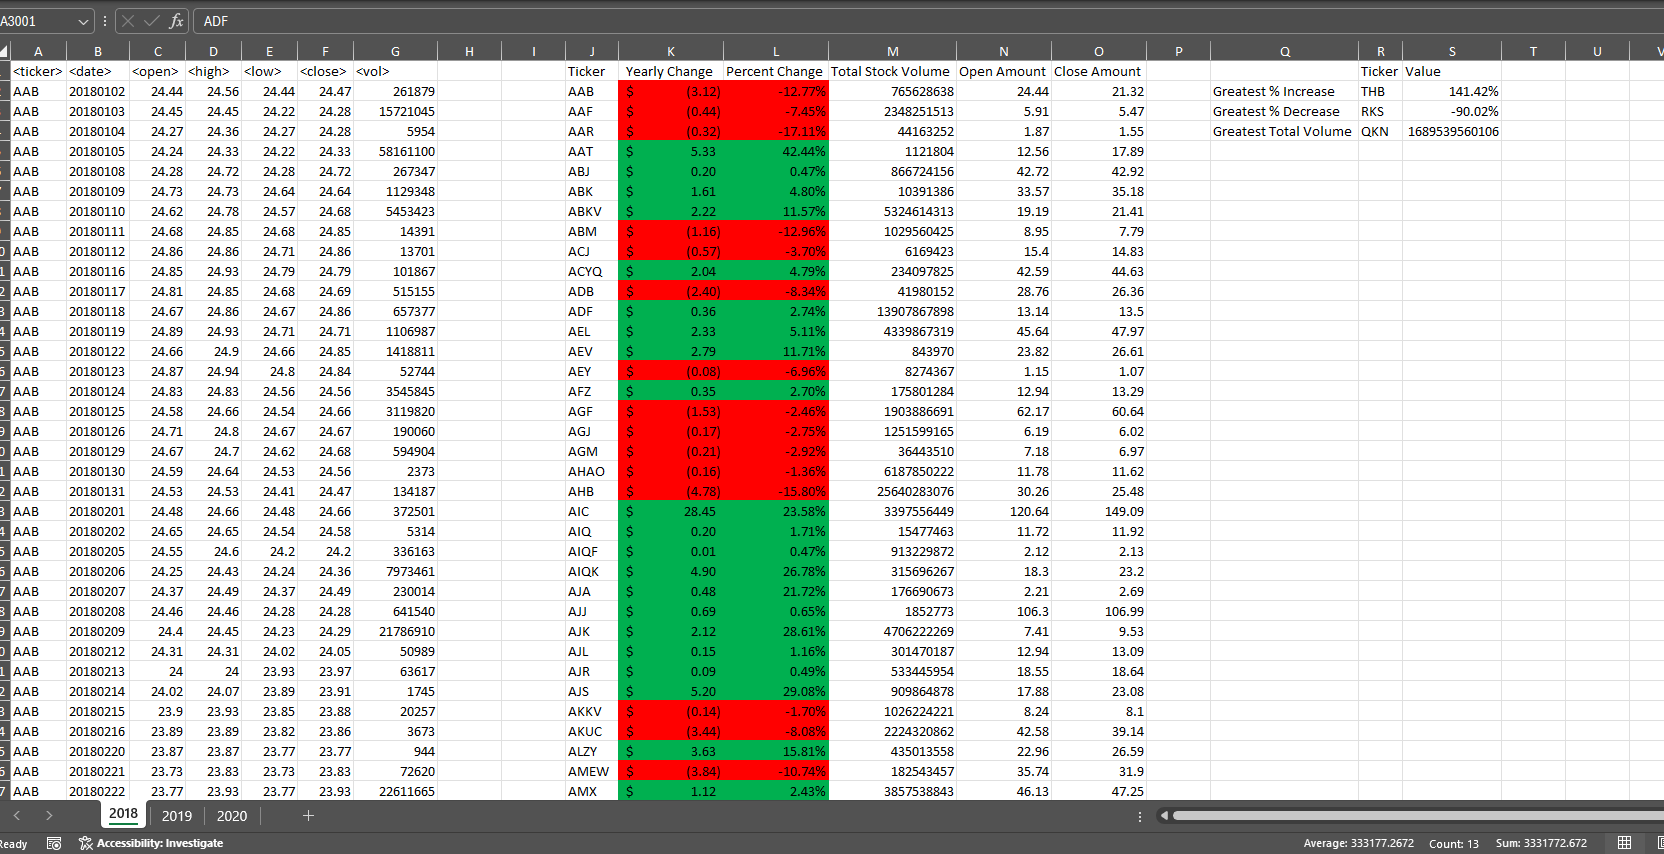 A3001 fx ADF
A B C D E F G H I J K L M N O P Q R S T U V
<ticker> <date> <open> <high> <low> <close> <vol> Ticker Yearly Change Percent Change Total Stock Volume Open Amount Close Amount Ticker Value
AAB 20180102 24.44 24.56 24.44 24.47 261879 AAB $ (3.12) -12.77% 765628638 24.44 21.32 Greatest % Increase THB 141.42%
AAB 20180103 24.45 24.45 24.22 24.28 15721045 AAF $ (0.44) -7.45% 2348251513 5.91 5.47 Greatest % Decrease RKS -90.02%
AAB 20180104 24.27 24.36 24.27 24.28 5954 AAR $ (0.32) -17.11% 44163252 1.87 1.55 Greatest Total Volume QKN 1689539560106
AAB 20180105 24.24 24.33 24.22 24.33 58161100 AAT $ 5.33 42.44% 1121804 12.56 17.89
AAB 20180108 24.28 24.72 24.28 24.72 267347 ABJ $ 0.20 0.47% 866724156 42.72 42.92
AAB 20180109 24.73 24.73 24.64 24.64 1129348 ABK $ 1.61 4.80% 10391386 33.57 35.18
AAB 20180110 24.62 24.78 24.57 24.68 5453423 ABKV $ 2.22 11.57% 5324614313 19.19 21.41
AAB 20180111 24.68 24.85 24.68 24.85 14391 ABM $ (1.16) -12.96% 1029560425 8.95 7.79
AAB 20180112 24.86 24.86 24.71 24.86 13701 ACJ $ (0.57) -3.70% 6169423 15.4 14.83
AAB 20180116 24.85 24.93 24.79 24.79 101867 ACYQ $ 2.04 4.79% 234097825 42.59 44.63
AAB 20180117 24.81 24.85 24.68 24.69 515155 ADB $ (2.40) -8.34% 41980152 28.76 26.36
AAB 20180118 24.67 24.86 24.67 24.86 657377 ADF $ 0.36 2.74% 13907867898 13.14 13.5
AAB 20180119 24.89 24.93 24.71 24.71 1106987 AEL $ 2.33 5.11% 4339867319 45.64 47.97
AAB 20180122 24.66 24.9 24.66 24.85 1418811 AEV $ 2.79 11.71% 843970 23.82 26.61
AAB 20180123 24.87 24.94 24.8 24.84 52744 AEY $ (0.08) -6.96% 8274367 1.15 1.07
AAB 20180124 24.83 24.83 24.56 24.56 3545845 AFZ $ 0.35 2.70% 175801284 12.94 13.29
AAB 20180125 24.58 24.66 24.54 24.66 3119820 AGF $ (1.53) -2.46% 1903886691 62.17 60.64
AAB 20180126 24.71 24.8 24.67 24.67 190060 AGJ $ (0.17) -2.75% 1251599165 6.19 6.02
AAB 20180129 24.67 24.7 24.62 24.68 594904 AGM $ (0.21) -2.92% 36443510 7.18 6.97
AAB 20180130 24.59 24.64 24.53 24.56 2373 AHAO $ (0.16) -1.36% 6187850222 11.78 11.62
AAB 20180131 24.53 24.53 24.41 24.47 134187 AHB $ (4.78) -15.80% 25640283076 30.26 25.48
AAB 20180201 24.48 24.66 24.48 24.66 372501 AIC $ 28.45 23.58% 3397556449 120.64 149.09
AAB 20180202 24.65 24.65 24.54 24.58 5314 AIQ $ 0.20 1.71% 15477463 11.72 11.92
AAB 20180205 24.55 24.6 24.2 24.2 336163 AIQF $ 0.01 0.47% 913229872 2.12 2.13
AAB 20180206 24.25 24.43 24.24 24.36 7973461 AIQK $ 4.90 26.78% 315696267 18.3 23.2
AAB 20180207 24.37 24.49 24.37 24.49 230014 AJA $ 0.48 21.72% 176690673 2.21 2.69
AAB 20180208 24.46 24.46 24.28 24.28 641540 AJJ $ 0.69 0.65% 1852773 106.3 106.99
AAB 20180209 24.4 24.45 24.23 24.29 21786910 AJK $ 2.12 28.61% 4706222269 7.41 9.53
AAB 20180212 24.31 24.31 24.02 24.05 50989 AJL $ 0.15 1.16% 301470187 12.94 13.09
AAB 20180213 24 24 23.93 23.97 63617 AJR $ 0.09 0.49% 533445954 18.55 18.64
AAB 20180214 24.02 24.07 23.89 23.91 1745 AJS $ 5.20 29.08% 909864878 17.88 23.08
AAB 20180215 23.9 23.93 23.85 23.88 20257 AKKV $ (0.14) -1.70% 1026224221 8.24 8.1
AAB 20180216 23.89 23.89 23.82 23.86 3673 AKUC $ (3.44) -8.08% 2224320862 42.58 39.14
AAB 20180220 23.87 23.87 23.77 23.77 944 ALZY $ 3.63 15.81% 435013558 22.96 26.59
AAB 20180221 23.73 23.83 23.73 23.83 72620 AMEW $ (3.84) -10.74% 182543457 35.74 31.9
AAB 20180222 23.77 23.93 23.77 23.93 22611665 AMX $ 1.12 2.43% 3857538843 46.13 47.25
2018 2019 2020 +
Ready Accessibility: Investigate Average: 333177.2672 Count: 13 Sum: 3331772.672